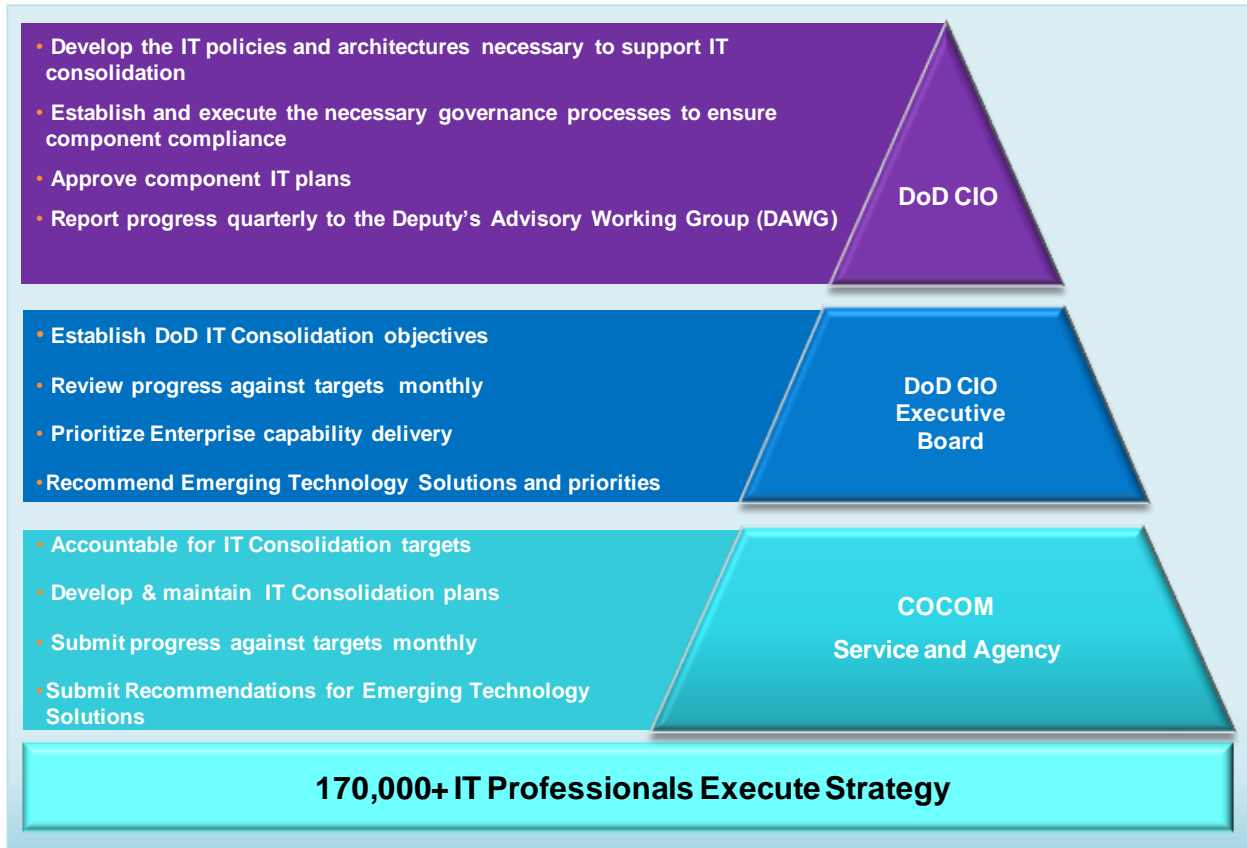 • Develop the IT policies and architectures necessary to support IT
consolidation
• Establish and execute the necessary governance processes to ensure
component compliance
• Approve component IT plans
• Report progress quarterly to the Deputy’s Advisory Working Group (DAWG)
DoD CIO
• Establish DoD IT Consolidation objectives
• Review progress against targets monthly
• Prioritize Enterprise capability delivery
• Recommend Emerging Technology Solutions and priorities
DoD CIO
Executive
Board
• Accountable for IT Consolidation targets
• Develop & maintain IT Consolidation plans
• Submit progress against targets monthly
• Submit Recommendations for Emerging Technology
Solutions
COCOM
Service and Agency
170,000+ IT Professionals Execute Strategy